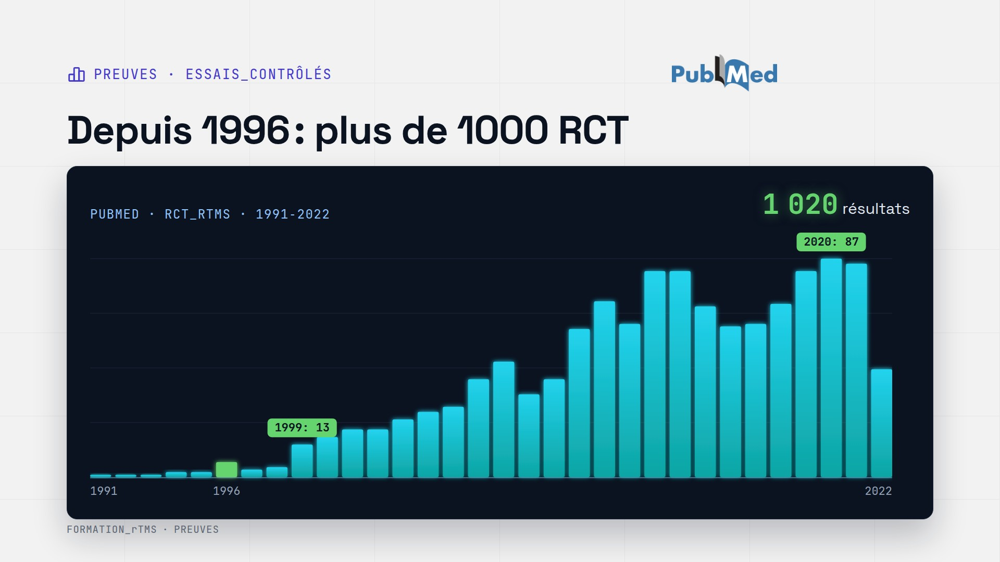 PREUVES · ESSAIS_CONTRÔLÉS
PubMed
Depuis 1996 : plus de 1000 RCT
PUBMED · RCT_RTMS · 1991-2022
1 020 résultats
2020: 87
1999: 13
1991
1996
2022
FORMATION_rTMS · PREUVES